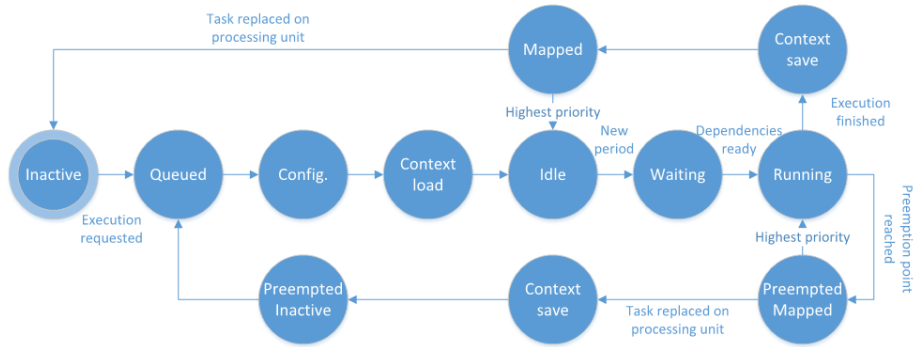 Task replaced on
processing unit
Mapped
Context
save
Highest priority
Execution
finished
New
period
Dependencies
ready
Inactive
Queued
Config.
Context
load
Idle
Waiting
Running
Execution
requested
Preemption point
reached
Highest priority
Preempted
Inactive
Context
save
Task replaced on
processing unit
Preempted
Mapped